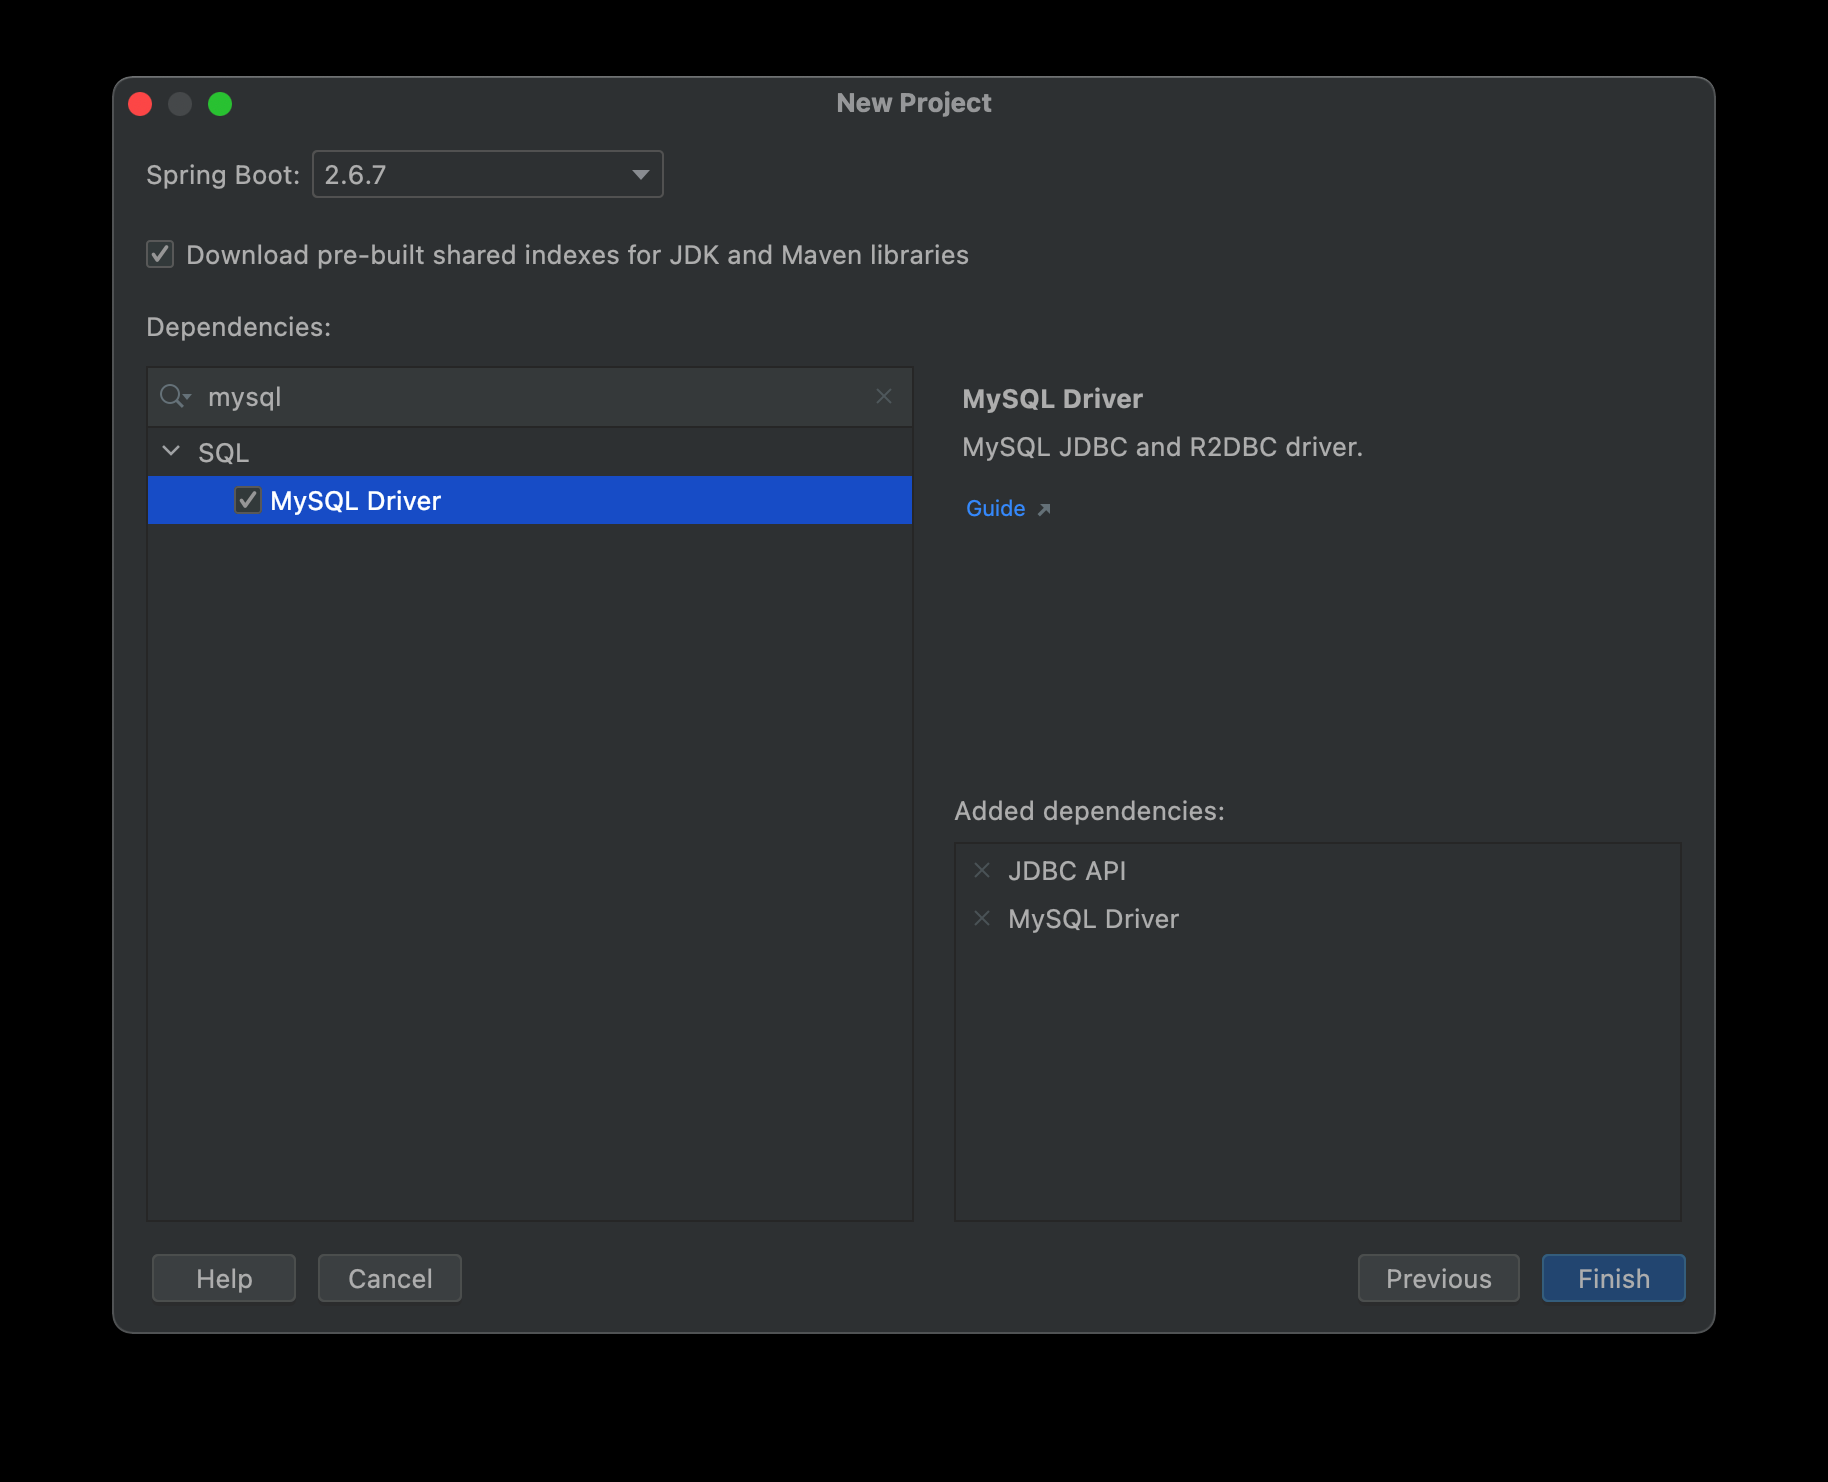 New Project
Spring Boot: 2.6.7
Download pre-built shared indexes for JDK and Maven libraries
Dependencies:
mysql
SQL
MySQL Driver
MySQL Driver
MySQL JDBC and R2DBC driver.
Guide
Added dependencies:
JDBC API
MySQL Driver
Help Cancel Previous Finish